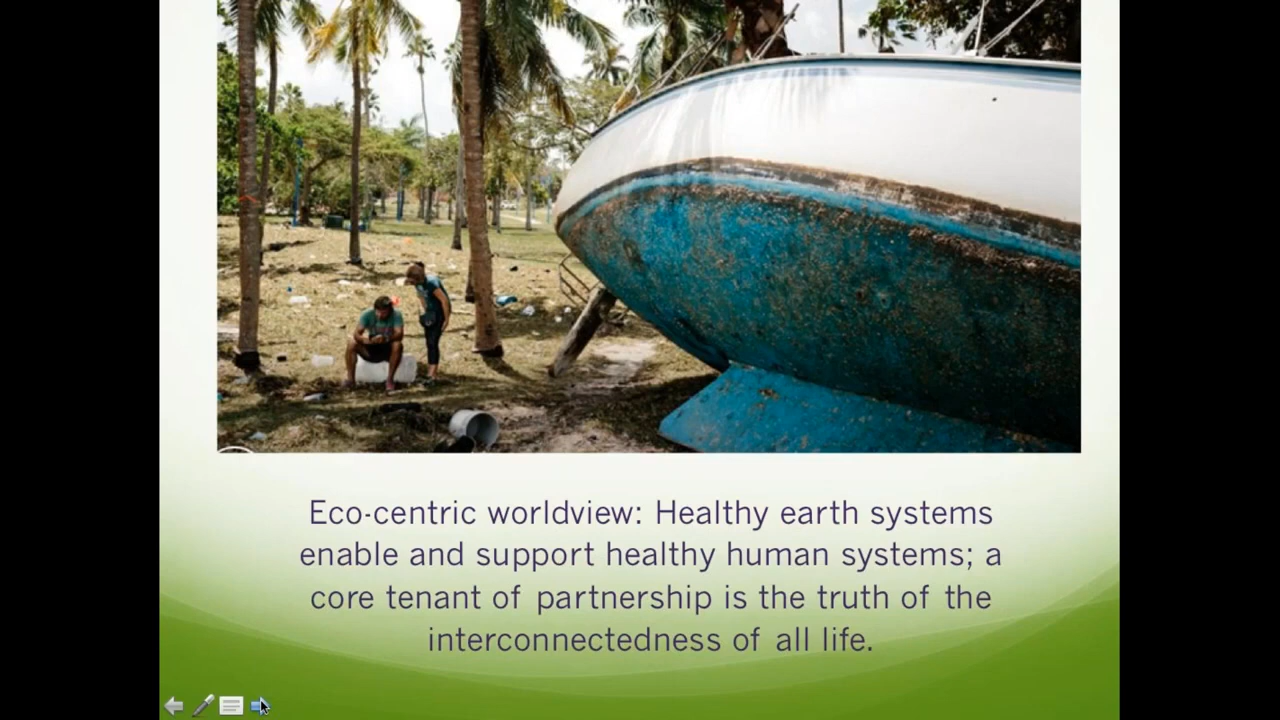 Eco-centric worldview: Healthy earth systems
enable and support healthy human systems; a
core tenant of partnership is the truth of the
interconnectedness of all life.